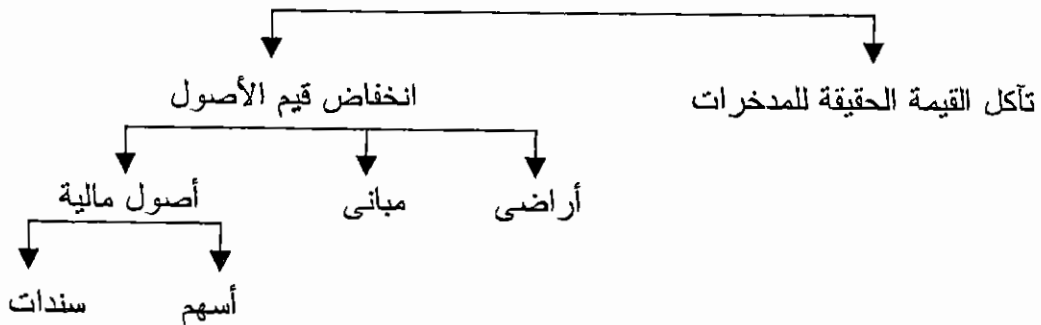 تآكل القيمة الحقيقة للمدخرات
انخفاض قيم الأصول
أراضى
مبانى
أصول مالية
أسهم
سندات